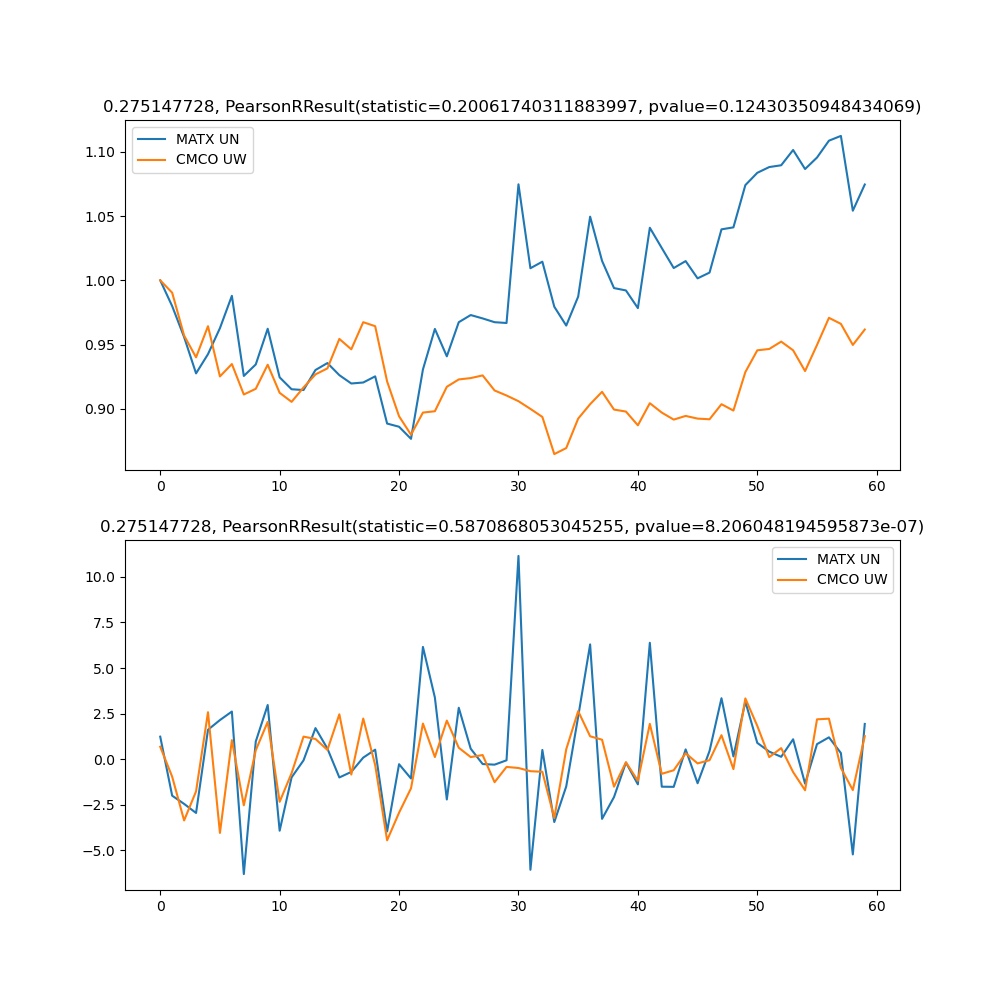 0.275147728, PearsonRResult(statistic=0.20061740311883997, pvalue=0.12430350948434069)
MATX UN
CMCO UW
1.10
1.05
1.00
0.95
0.90
0 10 20 30 40 50 60
0.275147728, PearsonRResult(statistic=0.5870868053045255, pvalue=8.206048194595873e-07)
MATX UN
CMCO UW
10.0
7.5
5.0
2.5
0.0
−2.5
−5.0
0 10 20 30 40 50 60